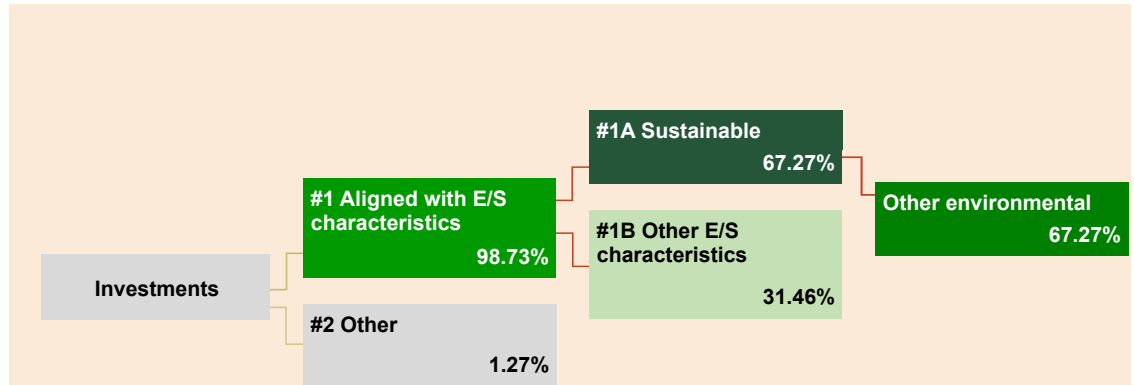 Investments
#1 Aligned with E/S
characteristics
98.73%
#2 Other
1.27%
#1A Sustainable
67.27%
#1B Other E/S
characteristics
31.46%
Other environmental
67.27%